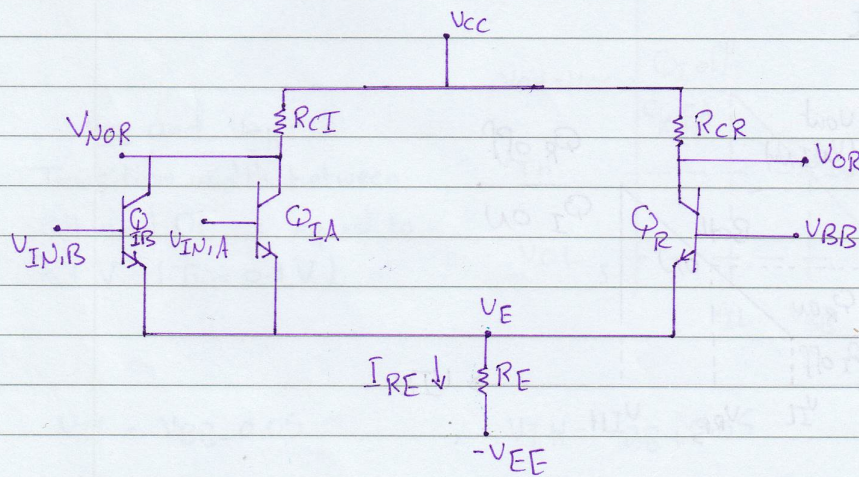 VCC
RCI
RCR
VNOR
VOR
QIB
VIN,A
QIA
QR
VBB
VIN,B
VE
IRE ↓
RE
-VEE